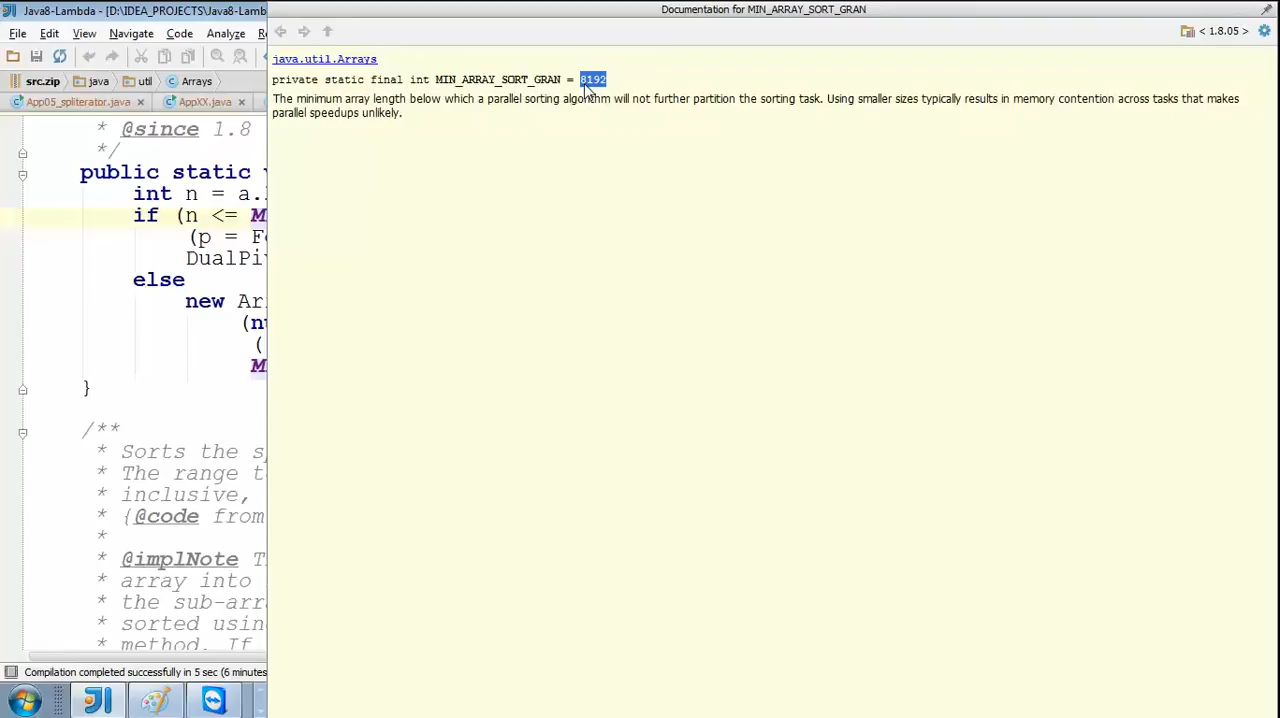 Java8-Lambda - [D:\IDEA_PROJECTS\Java8-Lamb
Documentation for MIN_ARRAY_SORT_GRAN
File Edit View Navigate Code Analyze
< 1.8.05 >
src.zip java util Arrays
App05_spliterator.java × AppXX.java ×
java.util.Arrays
private static final int MIN_ARRAY_SORT_GRAN = 8192
The minimum array length below which a parallel sorting algorithm will not further partition the sorting task. Using smaller sizes typically results in memory contention across tasks that makes
parallel speedups unlikely.
* @since 1.8
*/
public static
int n = a.
if (n <= M
(p = F
DualPi
else
new Ar
(nu
(
M
}
/**
* Sorts the s
* The range t
* inclusive,
* {@code from
*
* @implNote T
* array into
* the sub-arr
* sorted usin
* method. If
Compilation completed successfully in 5 sec (6 minutes